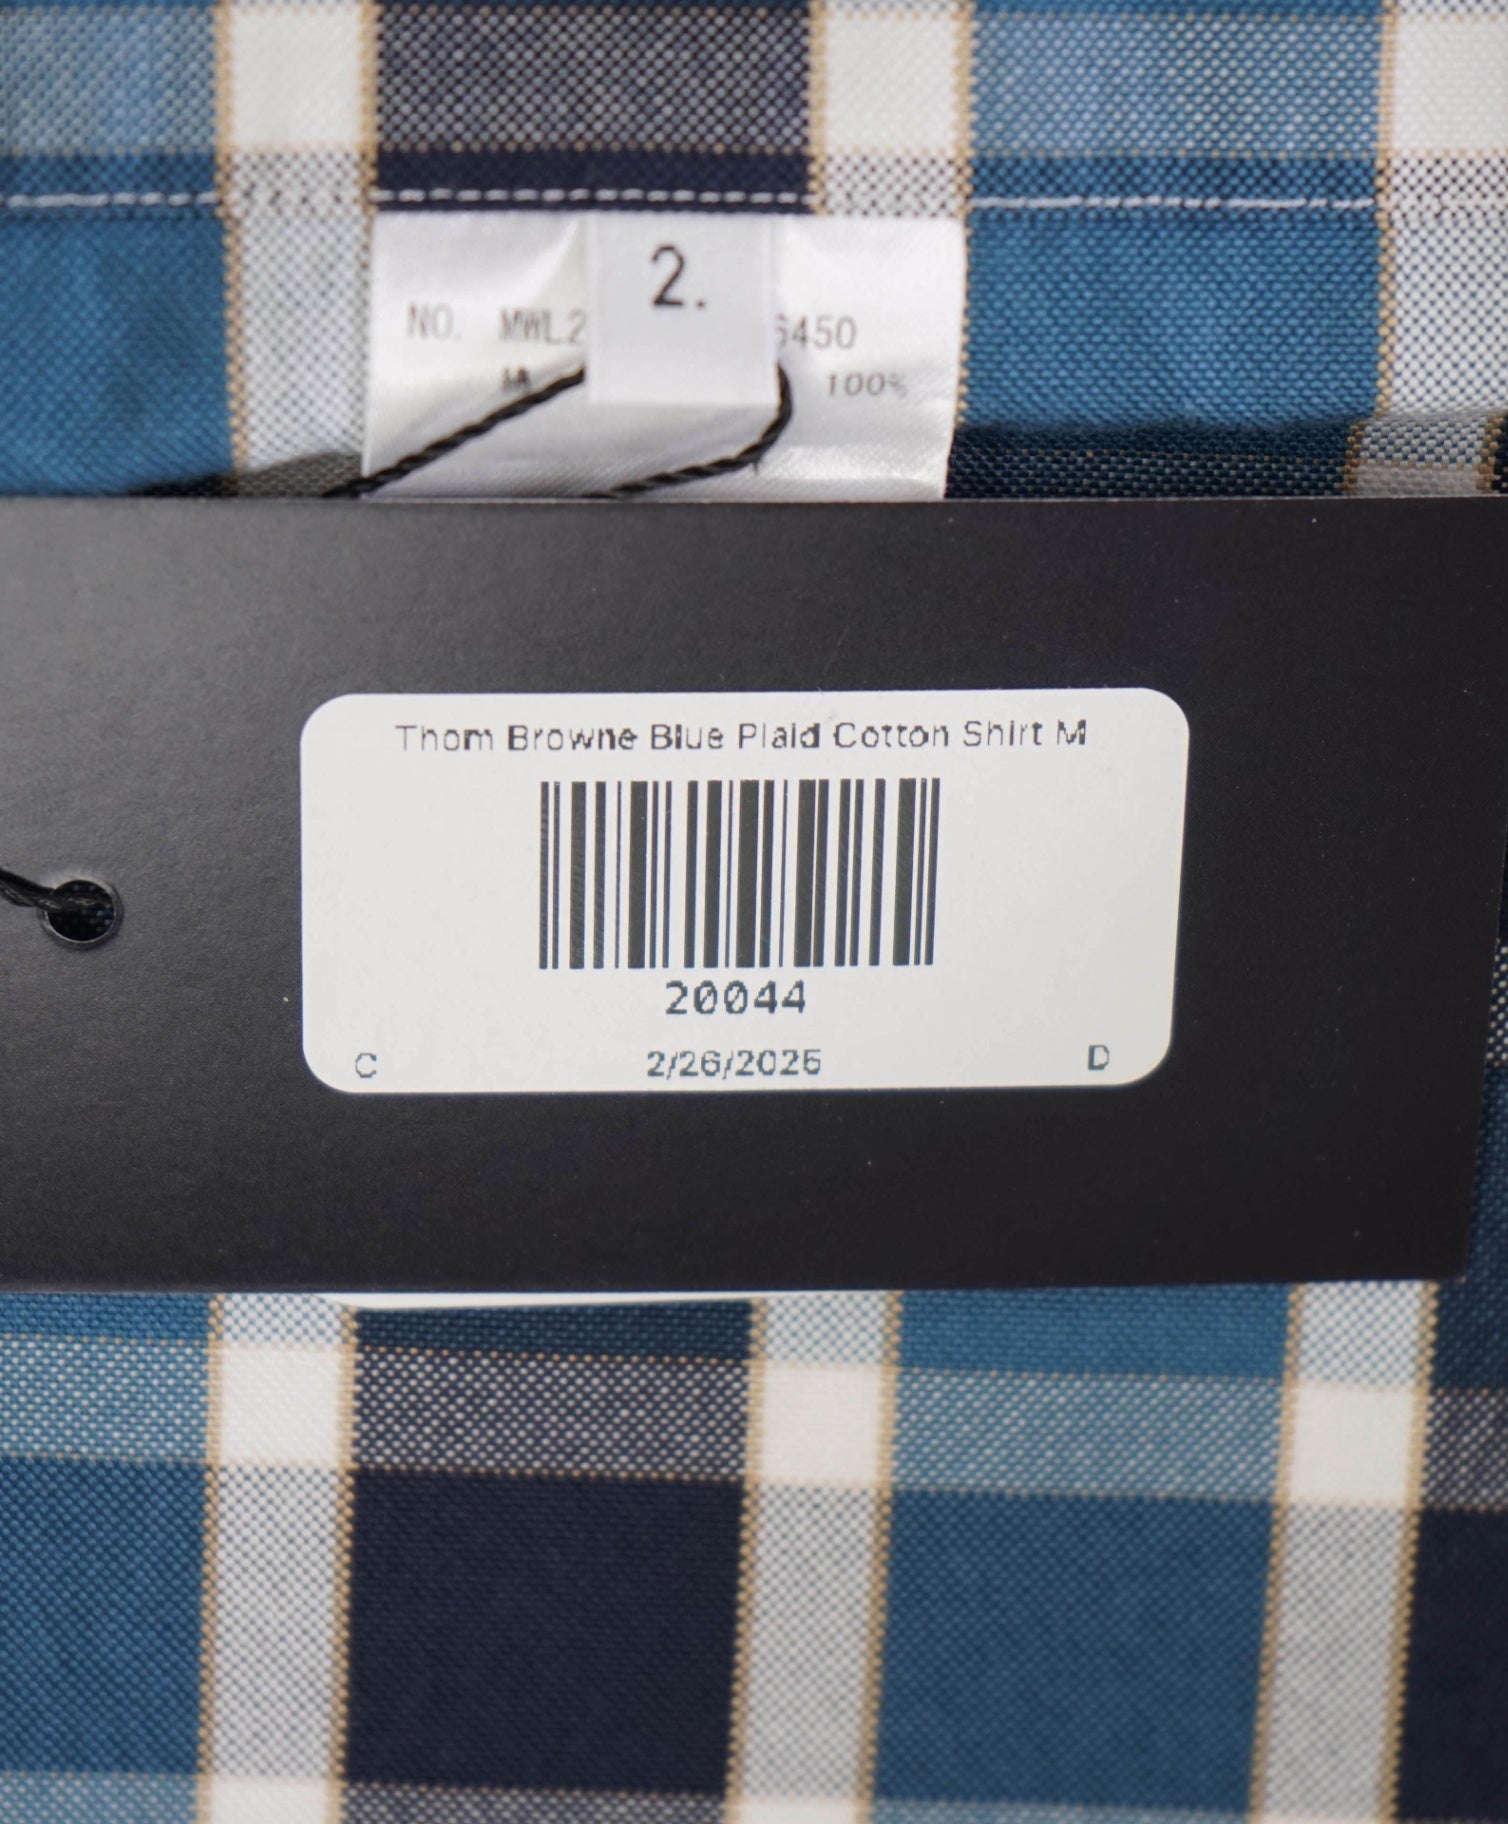 2.
NO. MWL2 6450
100%
Thom Browne Blue Plaid Cotton Shirt M
20044
C 2/26/2025 D